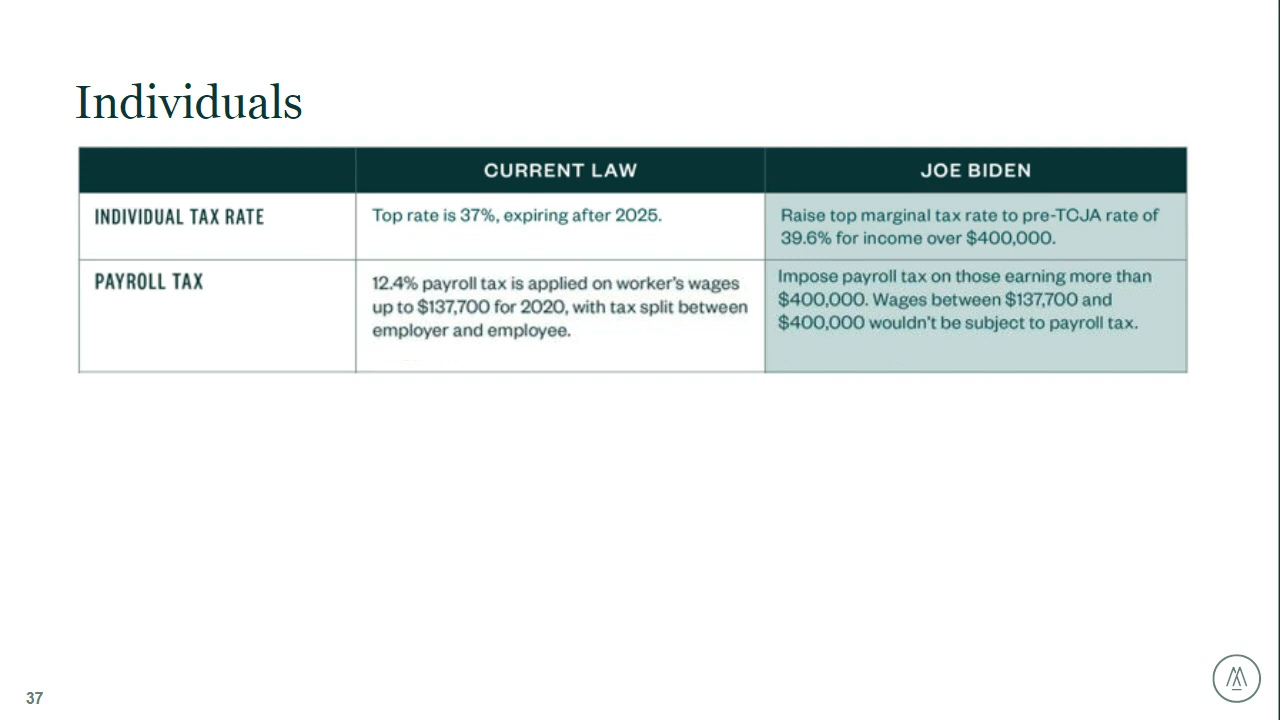 Individuals
CURRENT LAW
JOE BIDEN
INDIVIDUAL TAX RATE
Top rate is 37%, expiring after 2025.
Raise top marginal tax rate to pre-TCJA rate of
39.6% for income over $400,000.
PAYROLL TAX
12.4% payroll tax is applied on worker's wages
up to $137,700 for 2020, with tax split between
employer and employee.
Impose payroll tax on those earning more than
$400,000. Wages between $137,700 and
$400,000 wouldn't be subject to payroll tax.
37